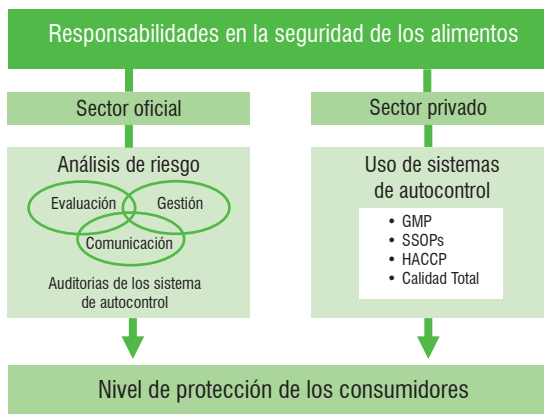 Responsabilidades en la seguridad de los alimentos
Sector oficial
Análisis de riesgo
Evaluación
Gestión
Comunicación
Auditorias de los sistema
de autocontrol
Sector privado
Uso de sistemas
de autocontrol
• GMP
• SSOPs
• HACCP
• Calidad Total
Nivel de protección de los consumidores